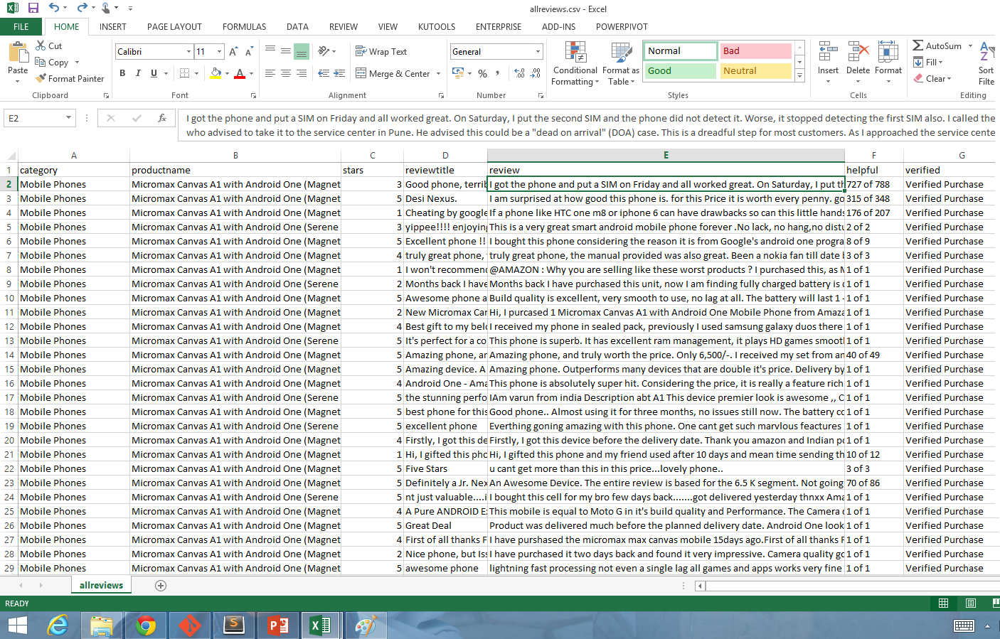 allreviews.csv - Excel
FILE HOME INSERT PAGE LAYOUT FORMULAS DATA REVIEW VIEW KUTOOLS ENTERPRISE ADD-INS POWERPIVOT
Cut
Copy
Format Painter
Paste
Clipboard
Calibri 11
B I U
Font
Wrap Text
Merge & Center
Alignment
General
%
Number
Conditional Formatting
Format as Table
Normal Bad
Good Neutral
Styles
Insert Delete Format
Cells
AutoSum
Fill
Clear
Sort
Filte
Editing
E2
fx
I got the phone and put a SIM on Friday and all worked great. On Saturday, I put the second SIM and the phone did not detect it. Worse, it stopped detecting the first SIM also. I called the
who advised to take it to the service center in Pune. He advised this could be a "dead on arrival" (DOA) case. This is a dreadful step for most customers. As I approached the service cente
A B C D E F G
1 category productname stars reviewtitle review helpful verified
2 Mobile Phones Micromax Canvas A1 with Android One (Magnet 3 Good phone, terrib I got the phone and put a SIM on Friday and all worked great. On Saturday, I put th 727 of 788 Verified Purchase
3 Mobile Phones Micromax Canvas A1 with Android One (Magnet 5 Desi Nexus. I am surprised at how good this phone is. for this Price it is worth every penny. go 315 of 348 Verified Purchase
4 Mobile Phones Micromax Canvas A1 with Android One (Magnet 1 Cheating by google If a phone like HTC one m8 or iphone 6 can have drawbacks so can this little hands 176 of 207 Verified Purchase
5 Mobile Phones Micromax Canvas A1 with Android One (Serene 3 yippee!!!! enjoying This is a very great smart android mobile phone forever .No lack, no hang,no distu 2 of 2 Verified Purchase
6 Mobile Phones Micromax Canvas A1 with Android One (Magnet 5 Excellent phone !! I bought this phone considering the reason it is from Google's android one progra 8 of 9 Verified Purchase
7 Mobile Phones Micromax Canvas A1 with Android One (Magnet 4 truly great phone, truly great phone, the manual provided was also great. Been a nokia fan till date 3 of 3 Verified Purchase
8 Mobile Phones Micromax Canvas A1 with Android One (Magnet 1 I won't recommend @AMAZON : Why you are selling like these worst products ? I purchased this, as 1 of 1 Verified Purchase
9 Mobile Phones Micromax Canvas A1 with Android One (Serene 2 Months back I have Months back I have purchased this unit, now I am finding fully charged battery is 1 of 1 Verified Purchase
10 Mobile Phones Micromax Canvas A1 with Android One (Magnet 5 Awesome phone a Build quality is excellent, very smooth to use, no lag at all. The battery will last 1 - 1 of 1 Verified Purchase
11 Mobile Phones Micromax Canvas A1 with Android One (Magnet 2 New Micromax Can Hi, I purcased 1 Micromax Canvas A1 with Android One Mobile Phone from Amaza 1 of 1 Verified Purchase
12 Mobile Phones Micromax Canvas A1 with Android One (Magnet 4 Best gift to my belo I received my phone in sealed pack, previously I used samsung galaxy duos there 1 of 1 Verified Purchase
13 Mobile Phones Micromax Canvas A1 with Android One (Serene 5 It's perfect for a co This phone is superb. It has excellent ram management, it plays HD games smoot 1 of 1 Verified Purchase
14 Mobile Phones Micromax Canvas A1 with Android One (Magnet 5 Amazing phone, an Amazing phone, and truly worth the price. Only 6,500/-. I received my set from an 40 of 49 Verified Purchase
15 Mobile Phones Micromax Canvas A1 with Android One (Magnet 5 Amazing device. A Amazing phone. Outperforms many devices that are double it's price. Delivery by 1 of 1 Verified Purchase
16 Mobile Phones Micromax Canvas A1 with Android One (Magnet 4 Android One - Ama This phone is absolutely super hit. Considering the price, it is really a feature rich 1 of 1 Verified Purchase
17 Mobile Phones Micromax Canvas A1 with Android One (Serene 5 the stunning perfo IAm varun from india Description abt A1 This device premier look is awesome ,, C 1 of 1 Verified Purchase
18 Mobile Phones Micromax Canvas A1 with Android One (Magnet 5 best phone for this Good phone.. Almost using it for three months, no issues still now. The battery co 1 of 1 Verified Purchase
19 Mobile Phones Micromax Canvas A1 with Android One (Serene 5 excellent phone Everthing goning amazing with this phone. One cant get such marvlous feactures 1 of 1 Verified Purchase
20 Mobile Phones Micromax Canvas A1 with Android One (Magnet 4 Firstly, I got this de Firstly, I got this device before the delivery date. Thank you amazon and Indian po 1 of 1 Verified Purchase
21 Mobile Phones Micromax Canvas A1 with Android One (Magnet 1 Hi, I gifted this pho Hi, I gifted this phone and my friend used after 10 days and mean time sending th 10 of 12 Verified Purchase
22 Mobile Phones Micromax Canvas A1 with Android One (Magnet 5 Five Stars u cant get more than this in this price...lovely phone.. 3 of 3 Verified Purchase
23 Mobile Phones Micromax Canvas A1 with Android One (Magnet 5 Definitely a Jr. Nex An Awesome Device. The entire review is based for the 6.5 K segment. Not going 70 of 86 Verified Purchase
24 Mobile Phones Micromax Canvas A1 with Android One (Serene 5 nt just valuable....i I bought this cell for my bro few days back.......got delivered yesterday thnxx Ama 1 of 1 Verified Purchase
25 Mobile Phones Micromax Canvas A1 with Android One (Magnet 4 A Pure ANDROID E This mobile is equal to Moto G in it's build quality and Performance. The Camera 1 of 1 Verified Purchase
26 Mobile Phones Micromax Canvas A1 with Android One (Magnet 5 Great Deal Product was delivered much before the planned delivery date. Android One look 1 of 1 Verified Purchase
27 Mobile Phones Micromax Canvas A1 with Android One (Magnet 4 First of all thanks F I have purshased the micromax max canvas mobile 15days ago.First of all thanks F 1 of 1 Verified Purchase
28 Mobile Phones Micromax Canvas A1 with Android One (Magnet 2 Nice phone, but Iss I have purchased it two days back and found it very impressive. Camera quality go 1 of 1 Verified Purchase
29 Mobile Phones Micromax Canvas A1 with Android One (Magnet 5 awesome phone lightning fast processing not even a single lag all games and apps works very fine 1 of 1 Verified Purchase
allreviews
READY